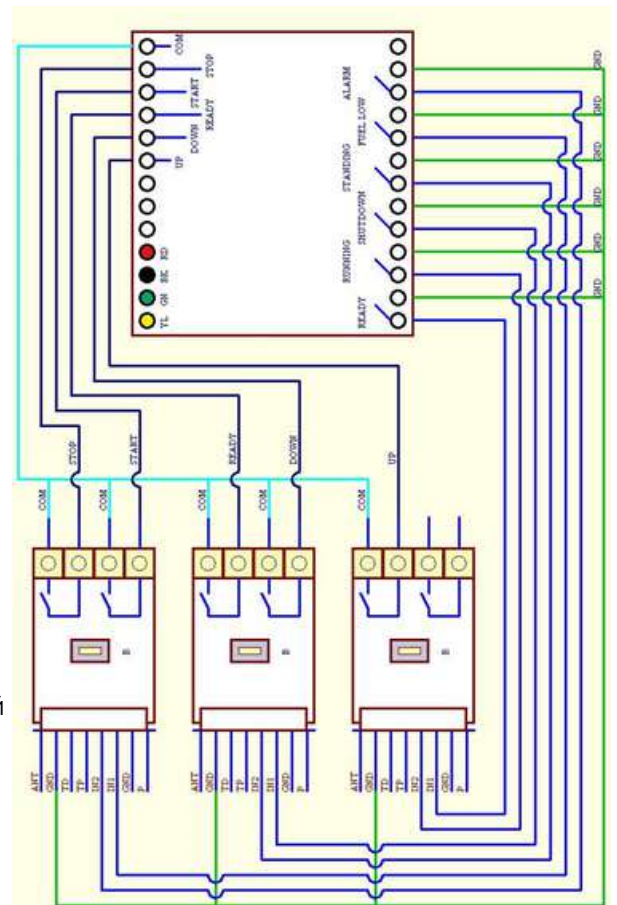 COM
STOP
START
READY
DOWN
UP
RD
BK
GN
YL
ALARM
FUEL LOW
STANDING
SHUTDOWN
RUNNING
READY
GND
GND
GND
GND
GND
GND
STOP
START
READY
DOWN
UP
COM
COM
COM
COM
COM
B
B
B
й
ANT
GND
TD
TP
IN2
IN1
GND
P
ANT
GND
TD
TP
IN2
IN1
GND
P
ANT
GND
TD
TP
IN2
IN1
GND
P